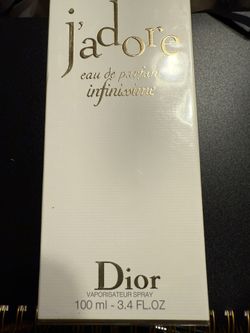 j'adore
eau de parfum
infinissime
Dior
VAPORISATEUR SPRAY
100 ml - 3.4 FL.OZ